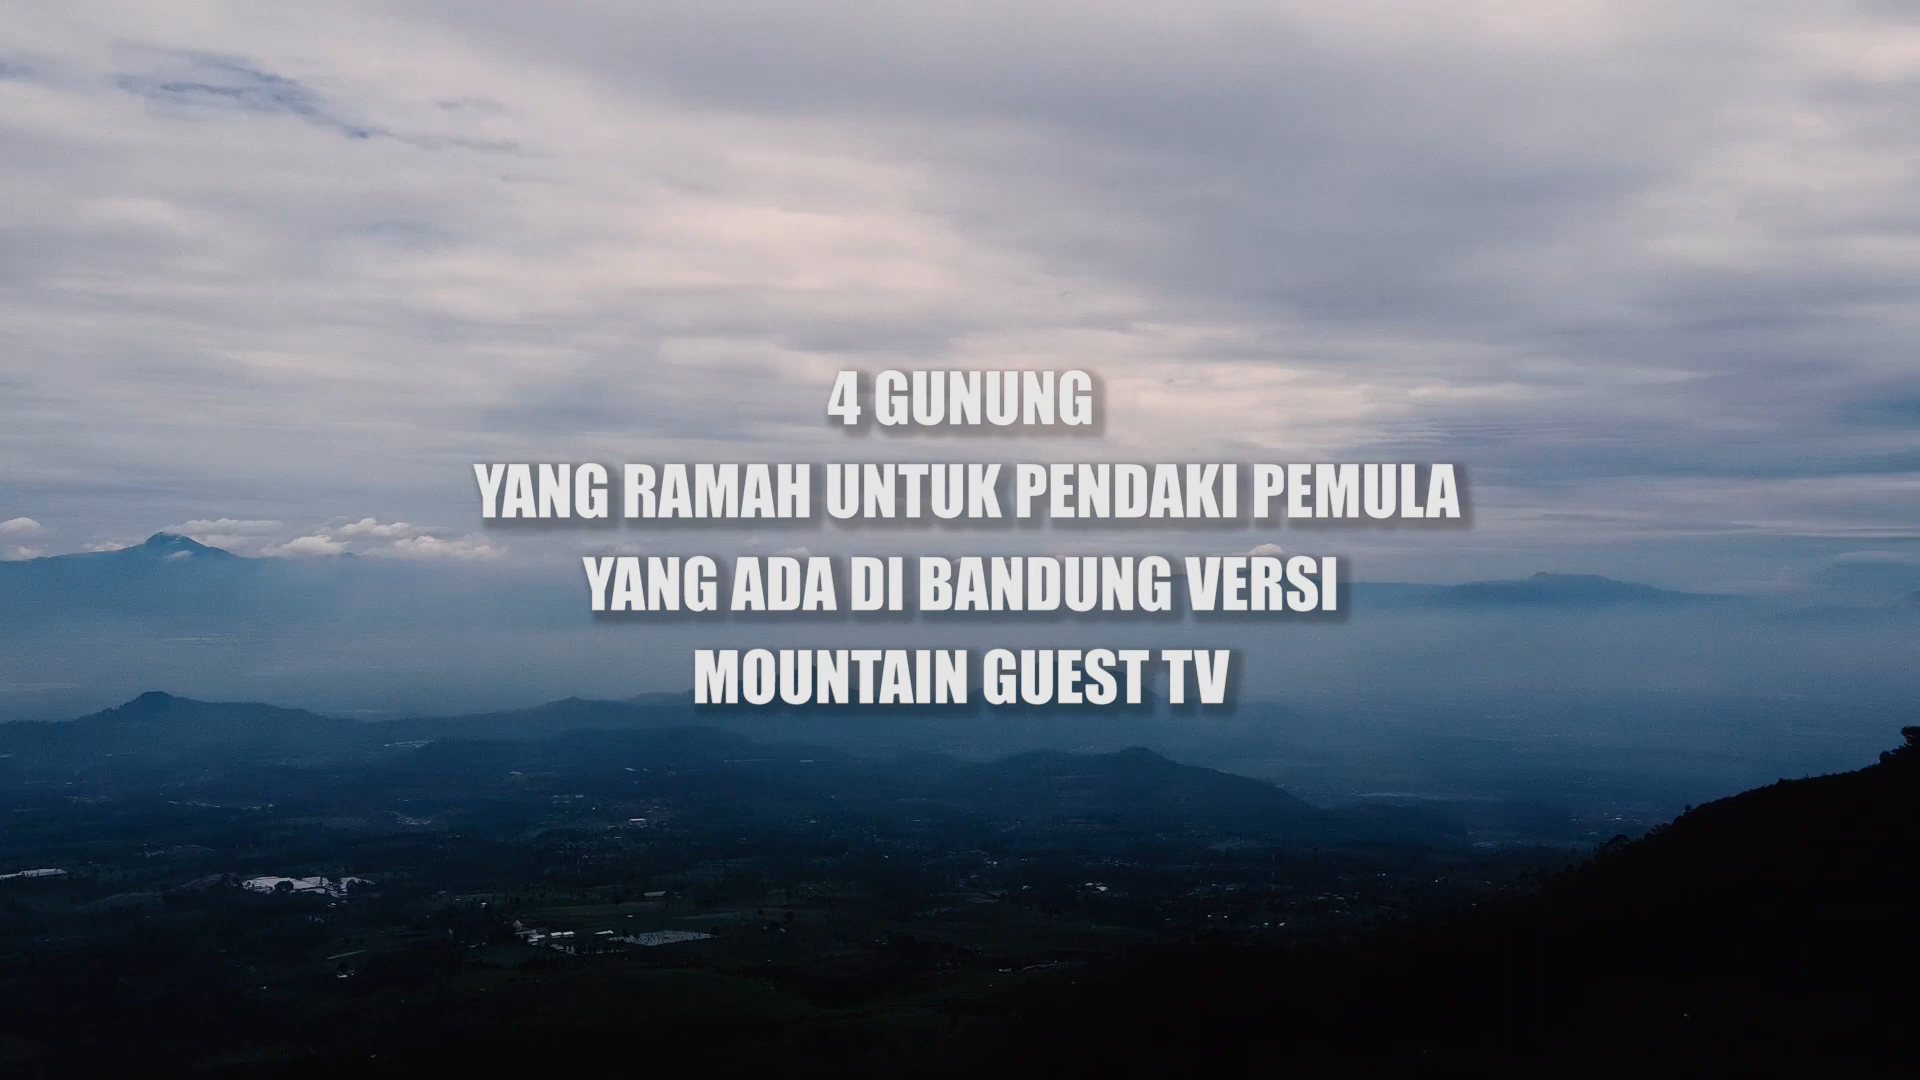 4 GUNUNG
YANG RAMAH UNTUK PENDAKI PEMULA
YANG ADA DI BANDUNG VERSI
MOUNTAIN GUEST TV